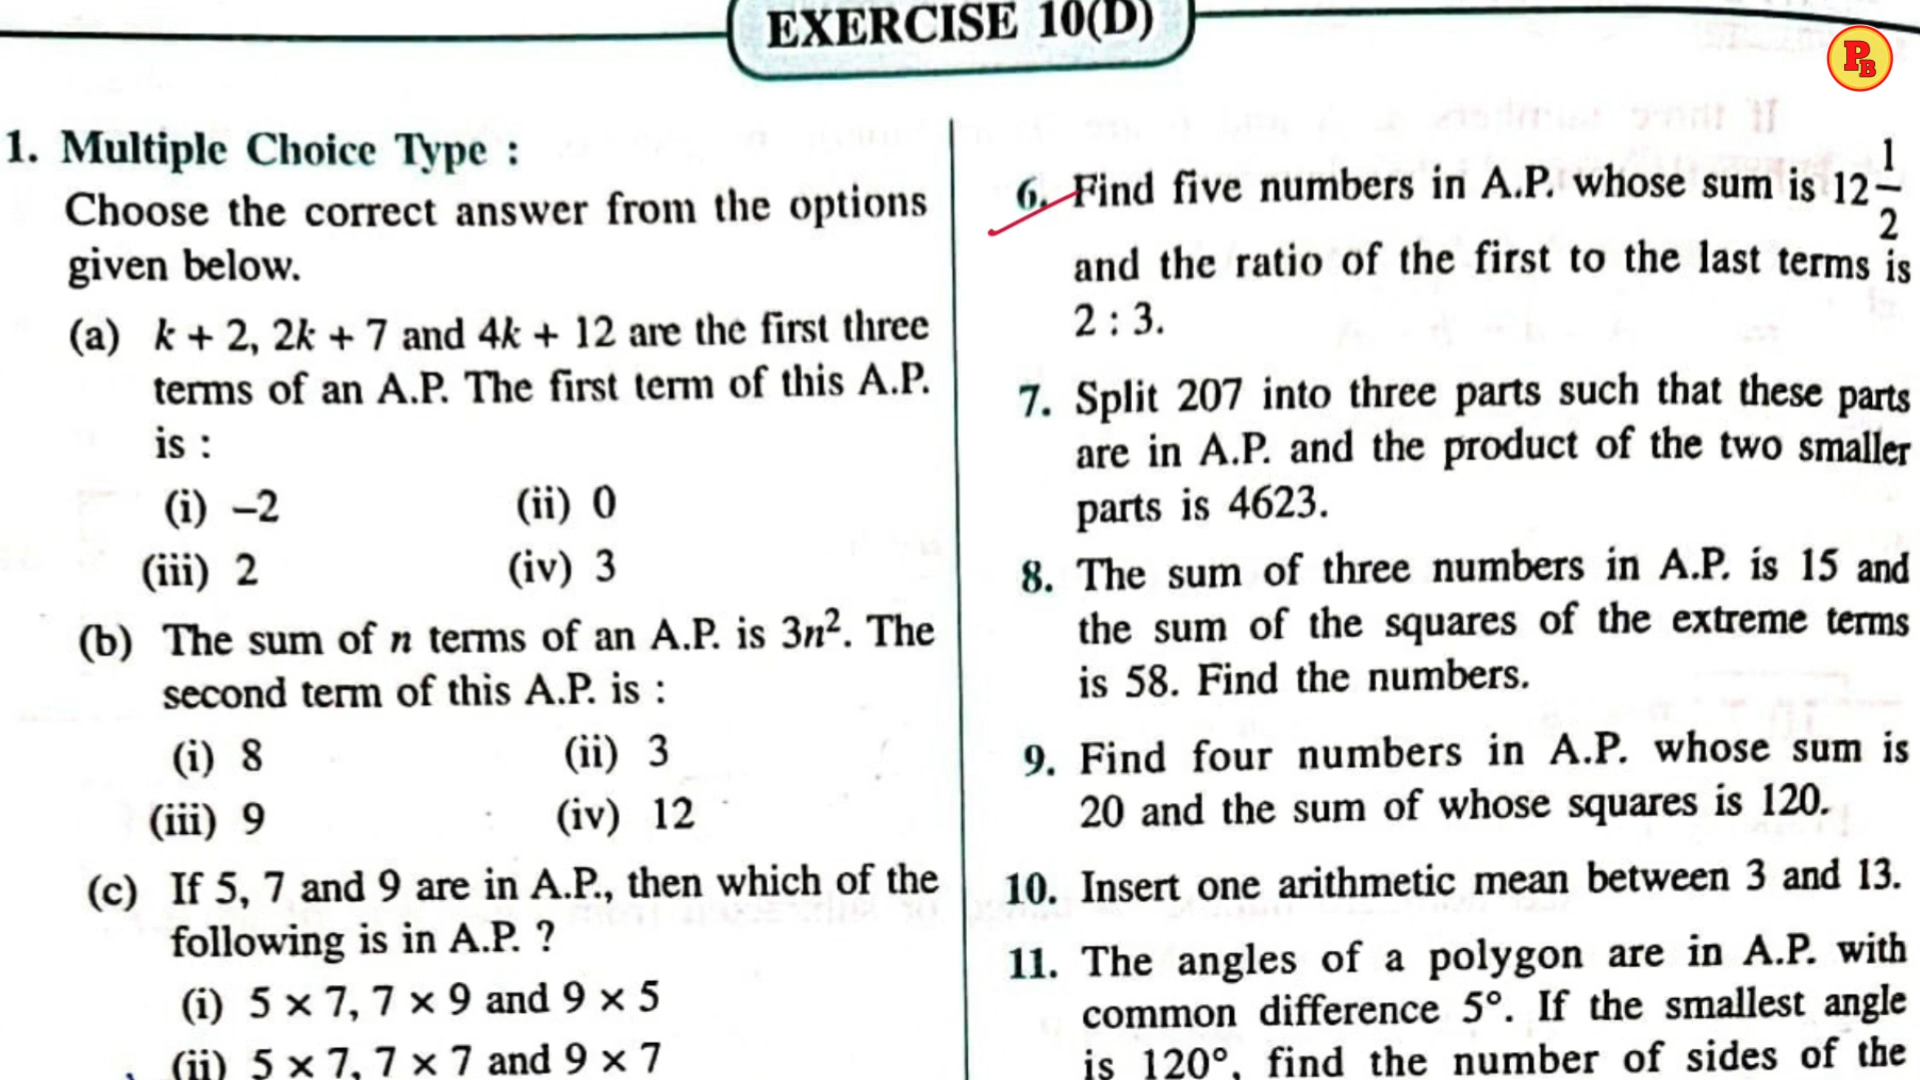 EXERCISE 10(D)
PB
1. Multiple Choice Type :
Choose the correct answer from the options
given below.
(a) k + 2, 2k + 7 and 4k + 12 are the first three
terms of an A.P. The first term of this A.P.
is :
(i) –2 (ii) 0
(iii) 2 (iv) 3
(b) The sum of n terms of an A.P. is 3n². The
second term of this A.P. is :
(i) 8 (ii) 3
(iii) 9 (iv) 12
(c) If 5, 7 and 9 are in A.P., then which of the
following is in A.P. ?
(i) 5 × 7, 7 × 9 and 9 × 5
(ii) 5 × 7, 7 × 7 and 9 × 7
6. Find five numbers in A.P. whose sum is 12 1/2
and the ratio of the first to the last terms is
2 : 3.
7. Split 207 into three parts such that these parts
are in A.P. and the product of the two smaller
parts is 4623.
8. The sum of three numbers in A.P. is 15 and
the sum of the squares of the extreme terms
is 58. Find the numbers.
9. Find four numbers in A.P. whose sum is
20 and the sum of whose squares is 120.
10. Insert one arithmetic mean between 3 and 13.
11. The angles of a polygon are in A.P. with
common difference 5°. If the smallest angle
is 120°, find the number of sides of the